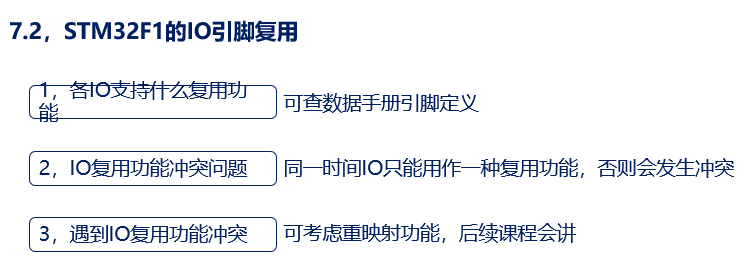 7.2，STM32F1的IO引脚复用
1，各IO支持什么复用功
能
可查数据手册引脚定义
2，IO复用功能冲突问题
同一时间IO只能用作一种复用功能，否则会发生冲突
3，遇到IO复用功能冲突
可考虑重映射功能，后续课程会讲